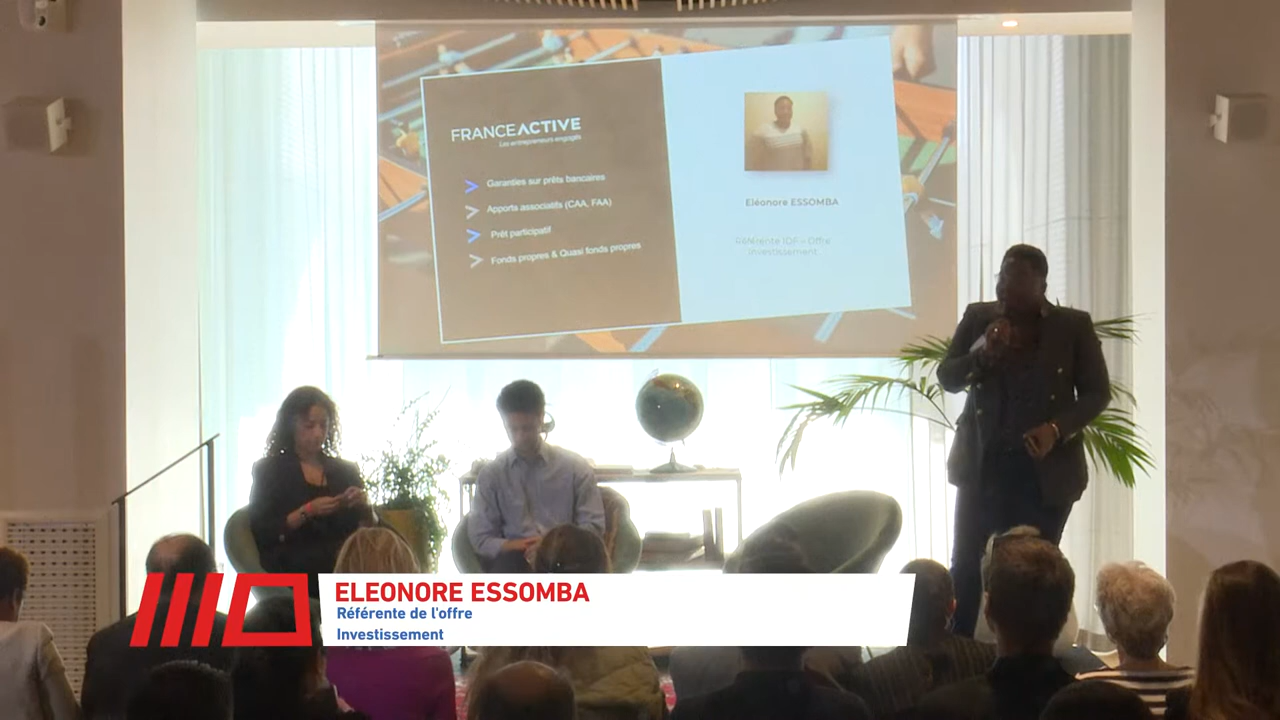 FRANCEACTIVE
Les entrepreneurs engagés
Garanties sur prêts bancaires
Apports associatifs (CAA, FAA)
Prêt participatif
Fonds propres & Quasi fonds propres
Eléonore ESSOMBA
Référente IDF – Offre
Investissement
ELEONORE ESSOMBA
Référente de l'offre
Investissement